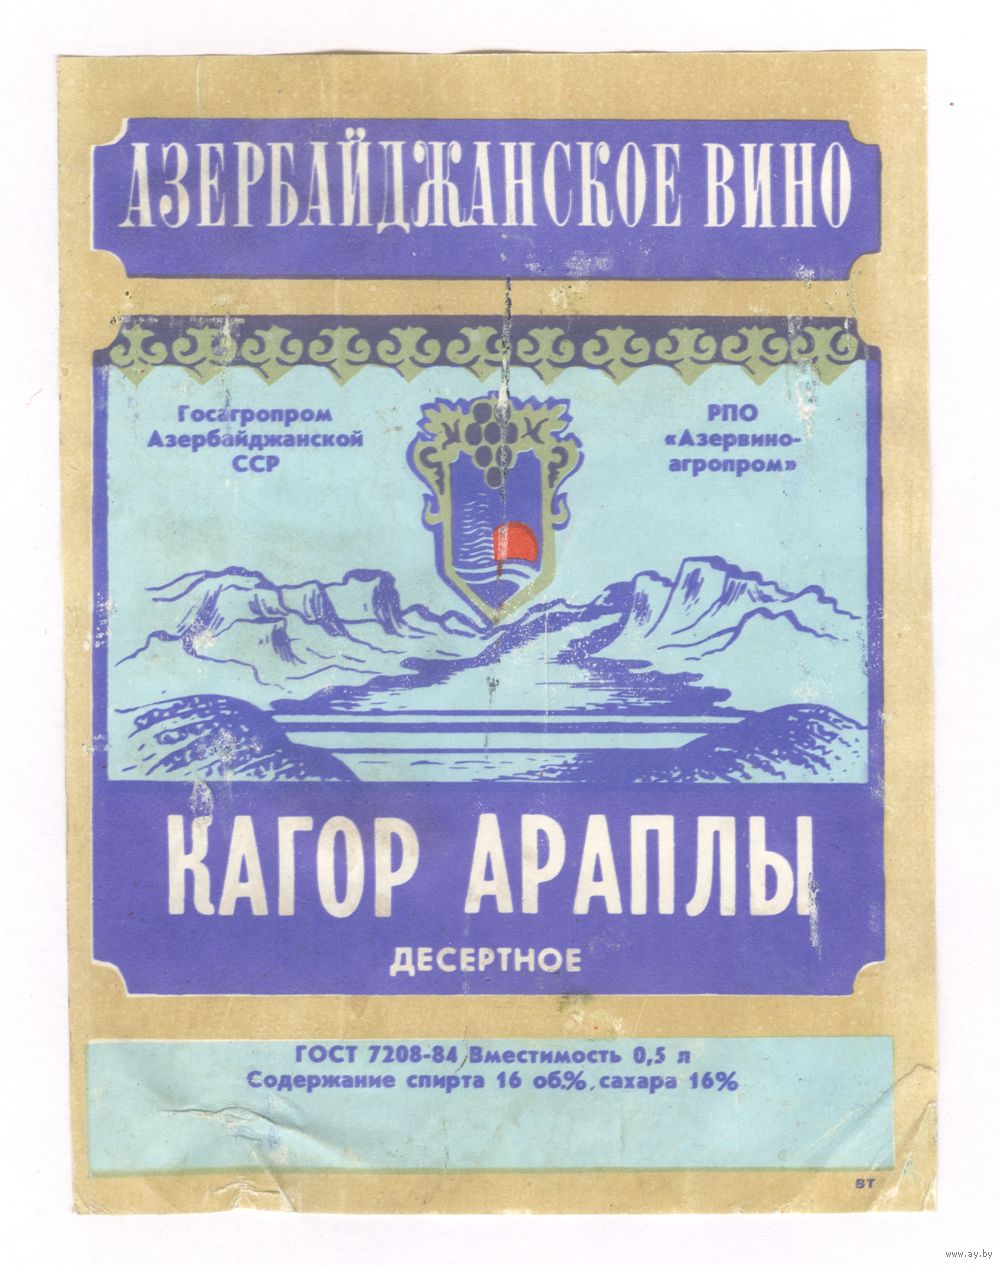 АЗЕРБАЙДЖАНСКОЕ ВИНО
Госагропром
Азербайджанской
ССР
РПО
«Азервино-
агропром»
КАГОР АРАПЛЫ
ДЕСЕРТНОЕ
ГОСТ 7208-84 Вместимость 0,5 л
Содержание спирта 16 об.%, сахара 16%
ВТ
www.ay.by